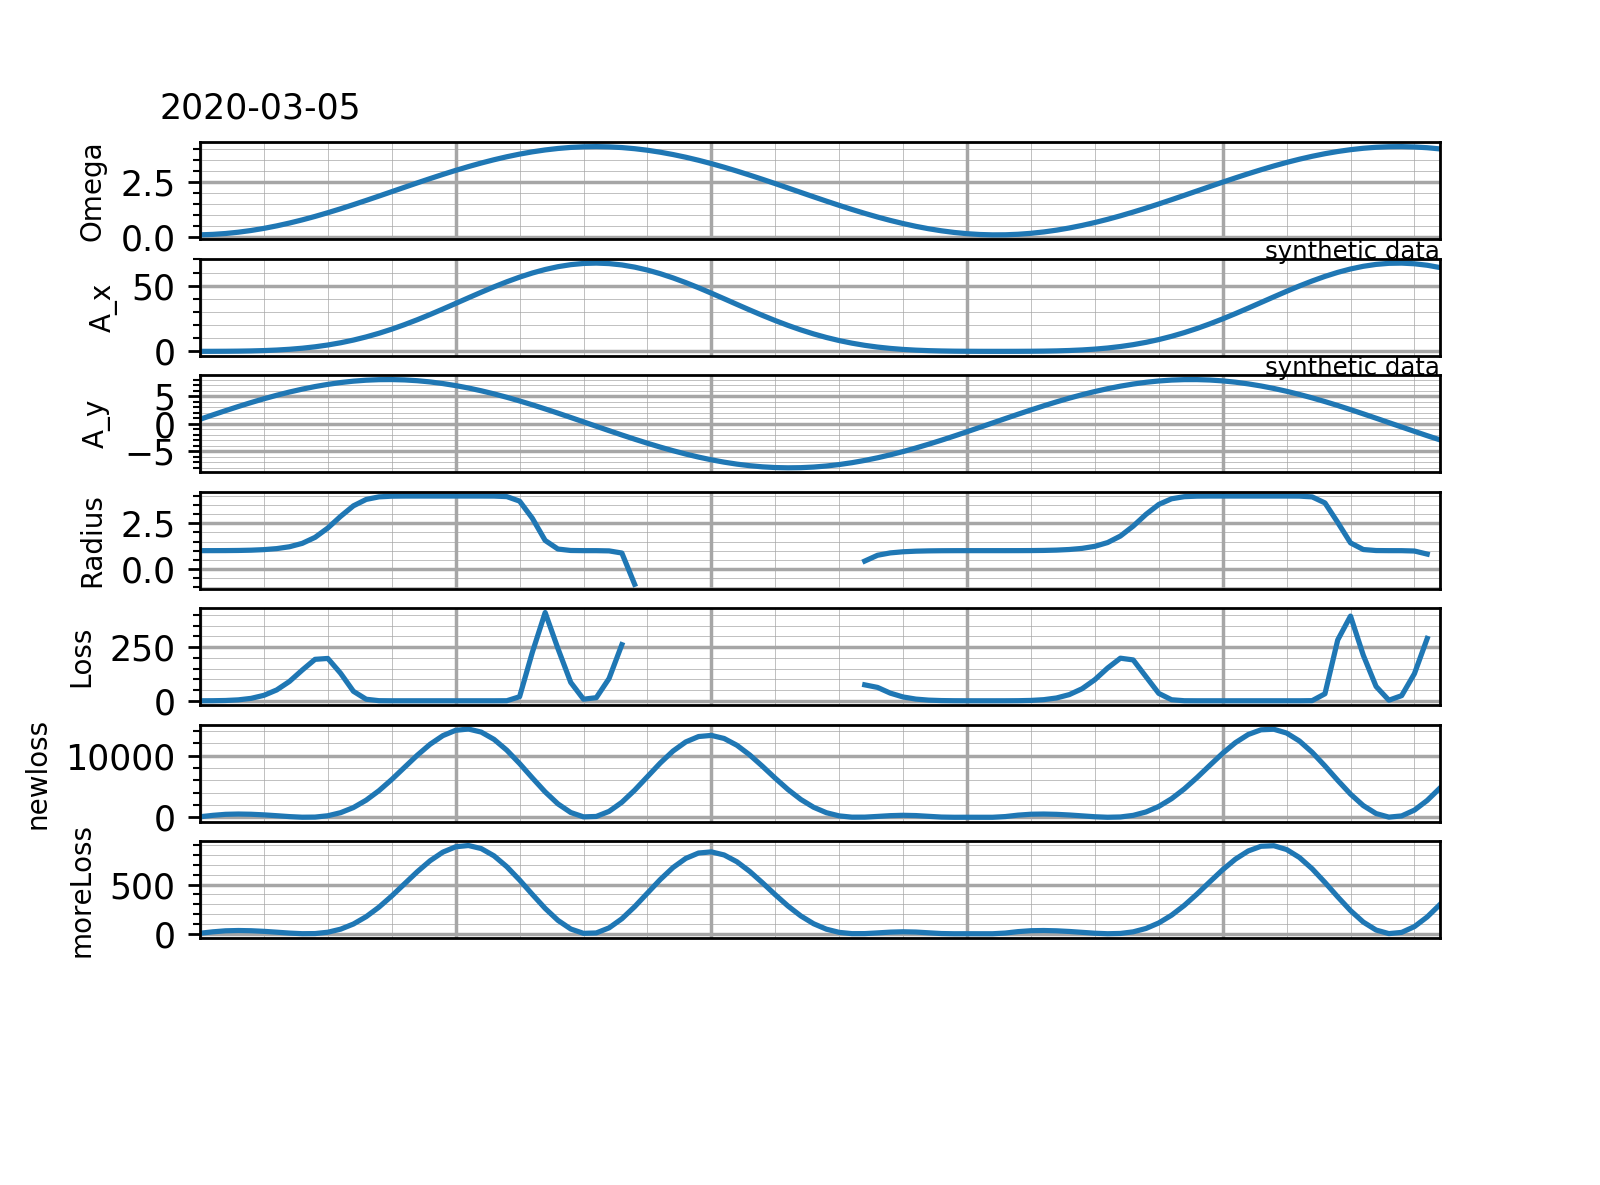 2020-03-05
Omega
2.5
0.0
synthetic data
A_x
50
0
synthetic data
A_y
5
0
−5
Radius
2.5
0.0
Loss
250
0
newloss
10000
0
moreLoss
500
0